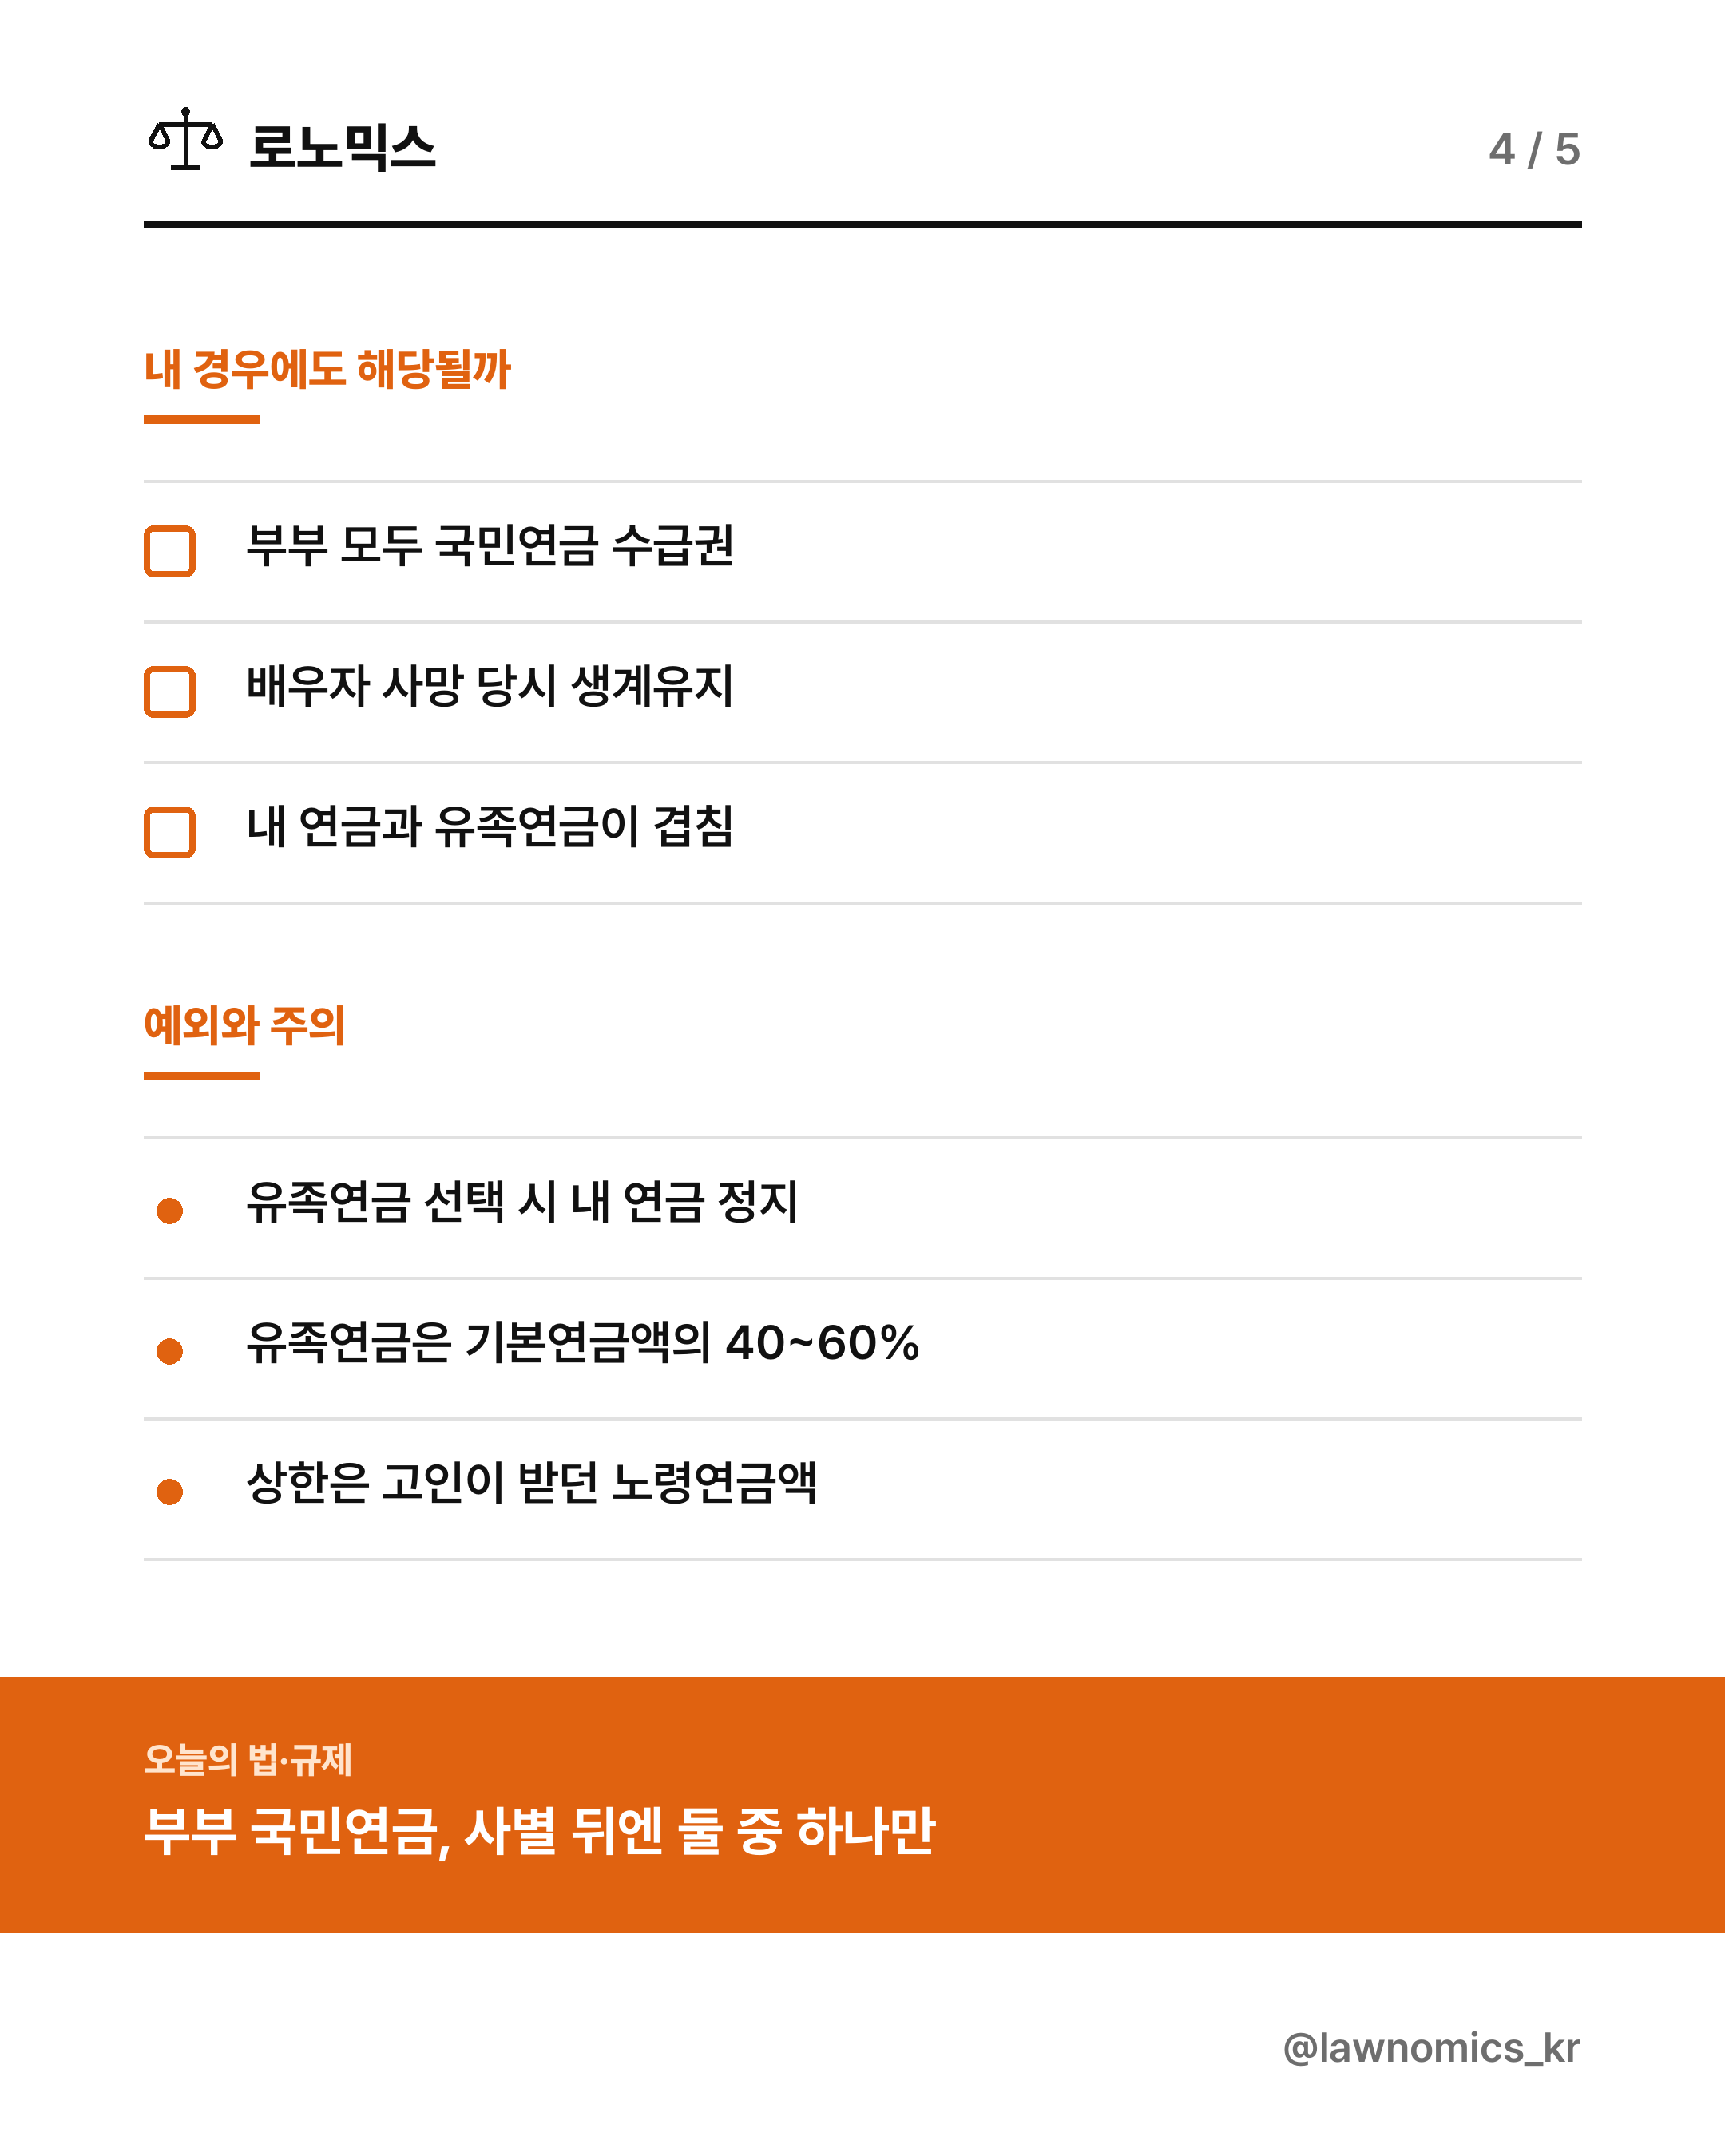 로노믹스
4 / 5
내 경우에도 해당될까
부부 모두 국민연금 수급권
배우자 사망 당시 생계유지
내 연금과 유족연금이 겹침
예외와 주의
유족연금 선택 시 내 연금 정지
유족연금은 기본연금액의 40~60%
상한은 고인이 받던 노령연금액
오늘의 법·규제
부부 국민연금, 사별 뒤엔 둘 중 하나만
@lawnomics_kr